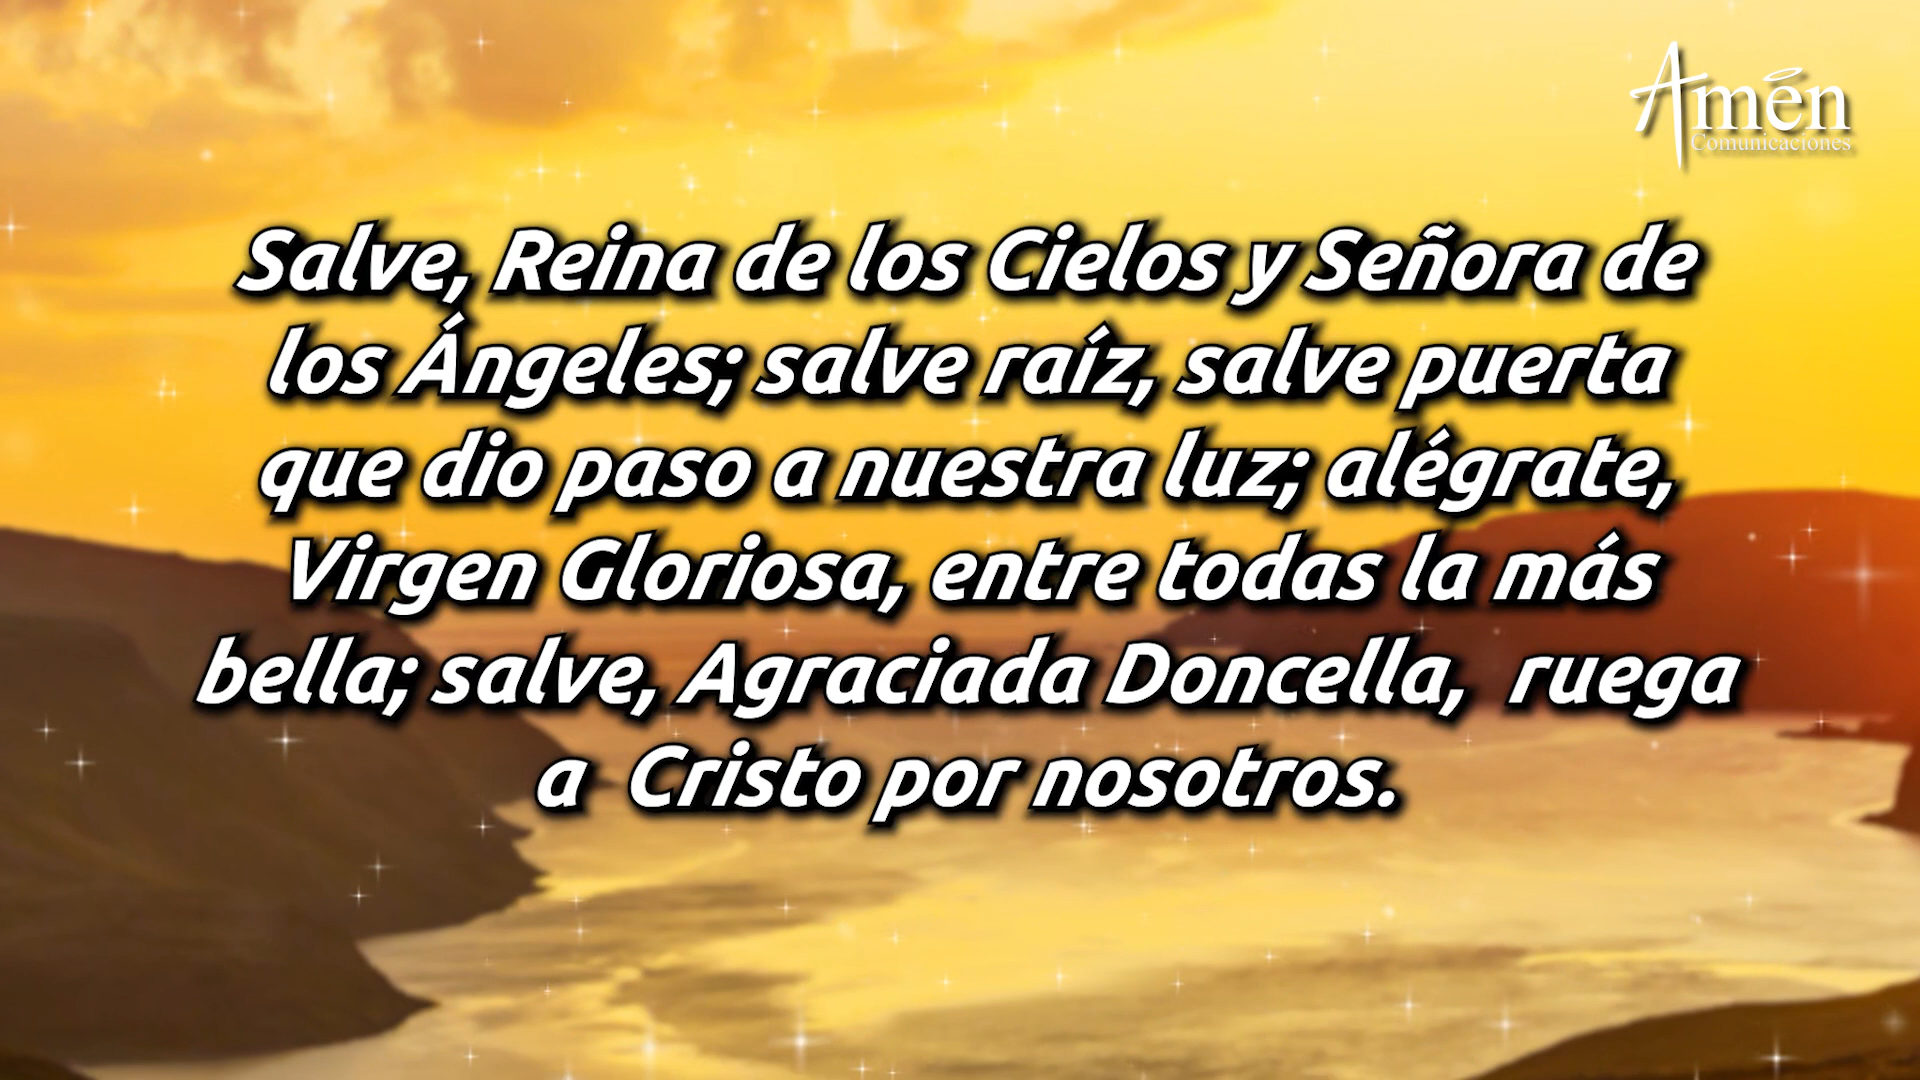 Amén
Comunicaciones
Salve, Reina de los Cielos y Señora de
los Ángeles; salve raíz, salve puerta
que dio paso a nuestra luz; alégrate,
Virgen Gloriosa, entre todas la más
bella; salve, Agraciada Doncella,  ruega
a  Cristo por nosotros.